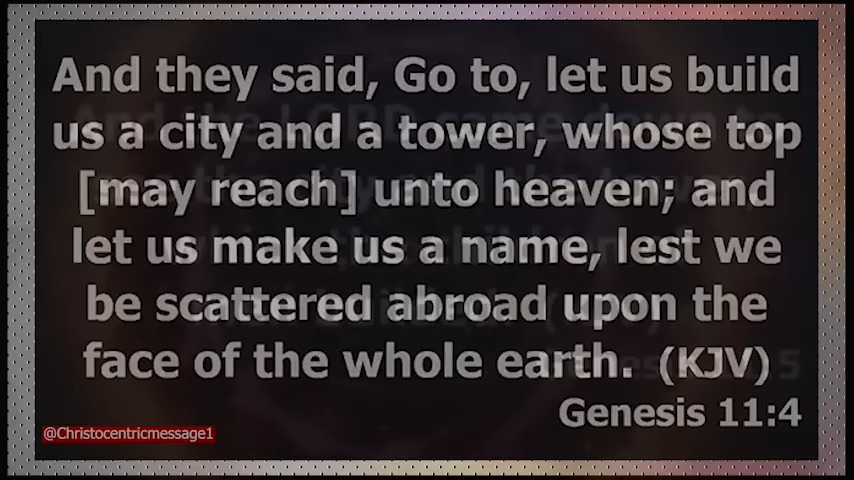 And they said, Go to, let us build
us a city and a tower, whose top
[may reach] unto heaven; and
let us make us a name, lest we
be scattered abroad upon the
face of the whole earth. (KJV)
Genesis 11:4
@Christocentricmessage1